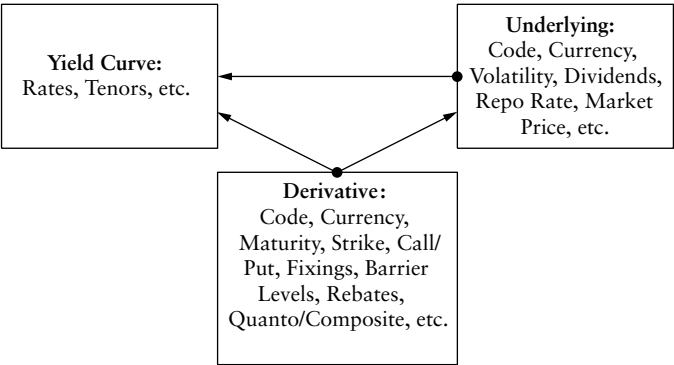 Yield Curve:
Rates, Tenors, etc.
Underlying:
Code, Currency,
Volatility, Dividends,
Repo Rate, Market
Price, etc.
Derivative:
Code, Currency,
Maturity, Strike, Call/
Put, Fixings, Barrier
Levels, Rebates,
Quanto/Composite, etc.